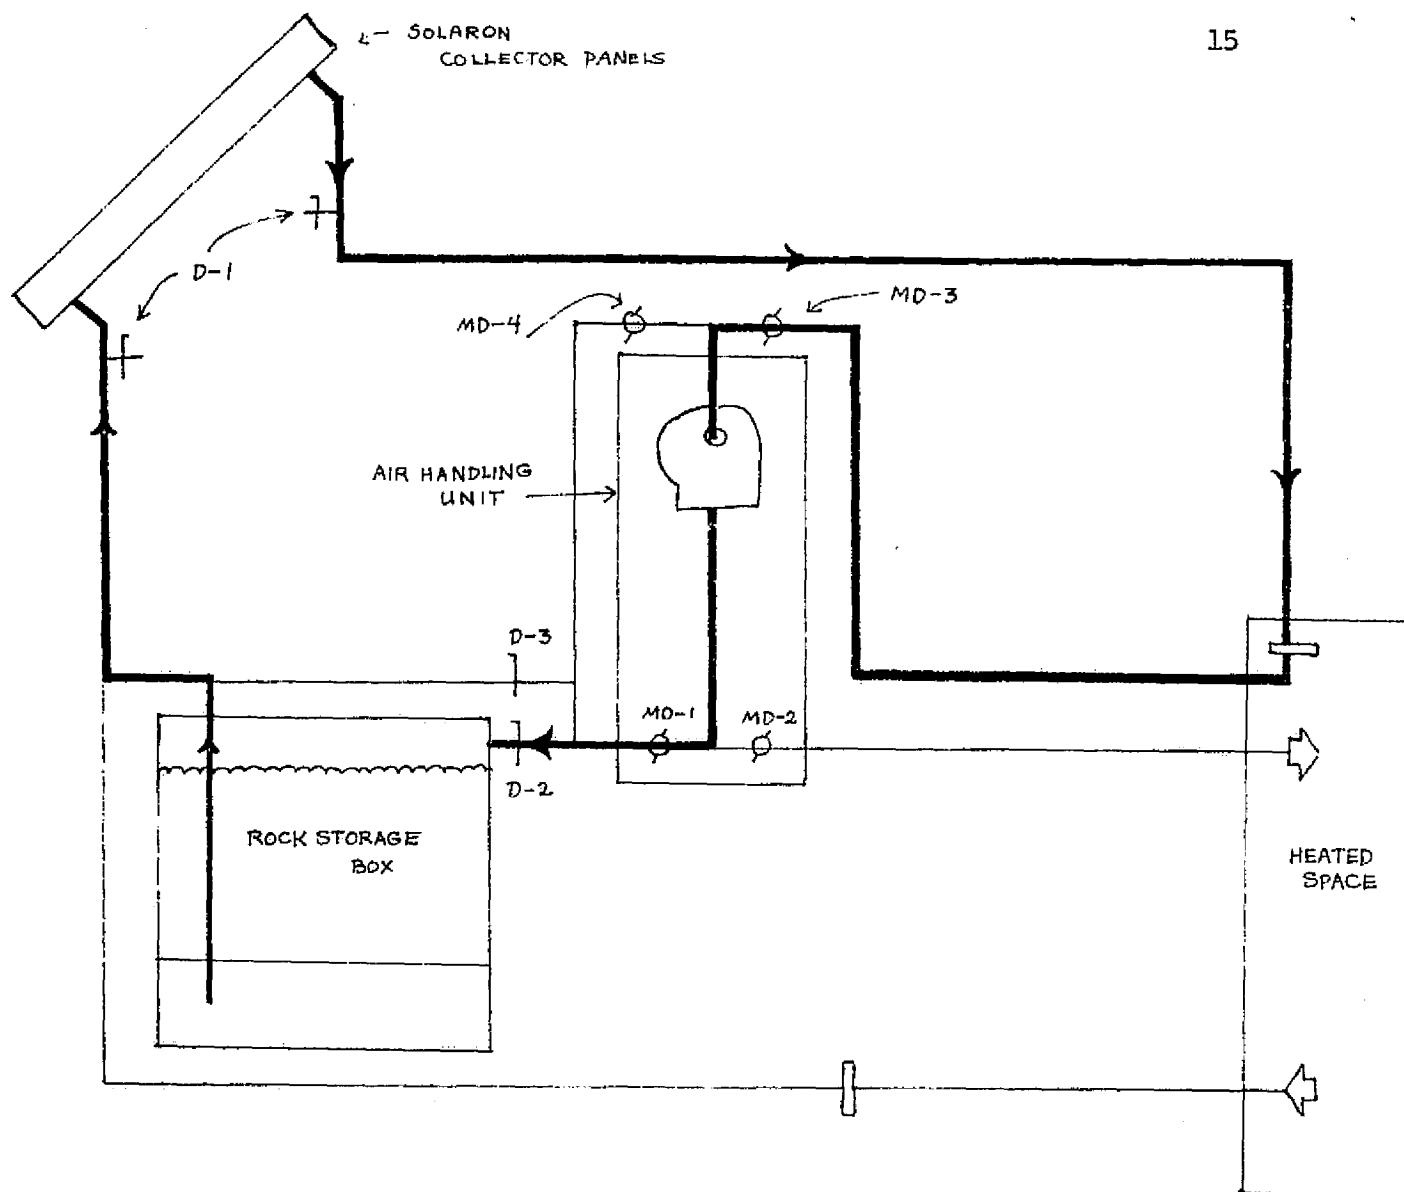 15
SOLARON
COLLECTOR PANELS
D-1
MD-4
MD-3
AIR HANDLING
UNIT
D-3
MD-1
MD-2
D-2
ROCK STORAGE
BOX
HEATED
SPACE